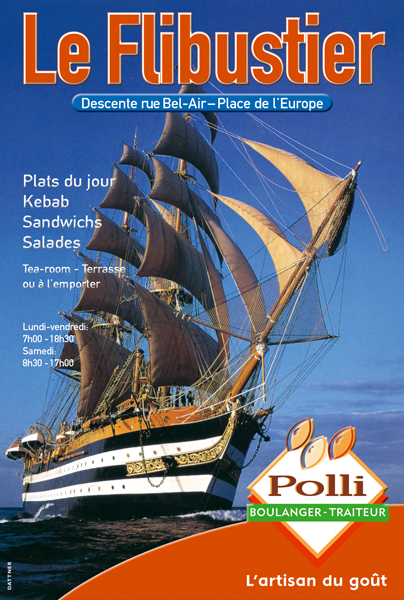 Le Flibustier
Descente rue Bel-Air – Place de l'Europe
Plats du jour
Kebab
Sandwichs
Salades
Tea-room - Terrasse
ou à l'emporter
Lundi-vendredi:
7h00 -18h30
Samedi:
8h30 -17h00
Polli
BOULANGER - TRAITEUR
L'artisan du goût
DATTNER